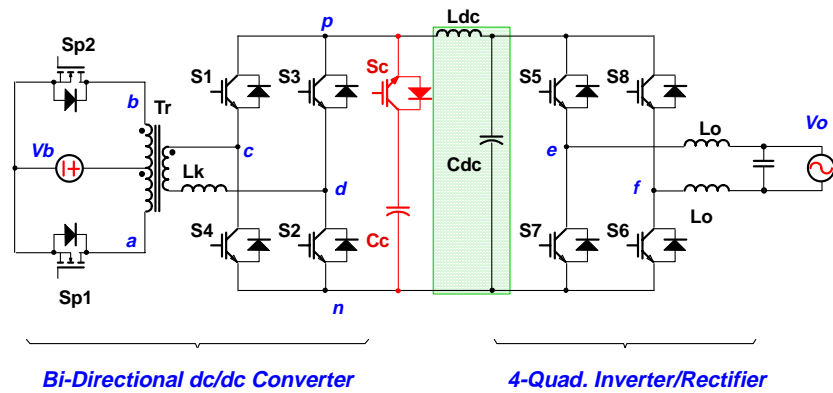 p
Ldc
Sp2
S1
S3
Sc
S5
S8
b
Tr
Vo
Lo
Vb
c
Cdc
e
Lk
d
f
a
S4
S2
Cc
S7
S6
Lo
Sp1
n
Bi-Directional dc/dc Converter
4-Quad. Inverter/Rectifier